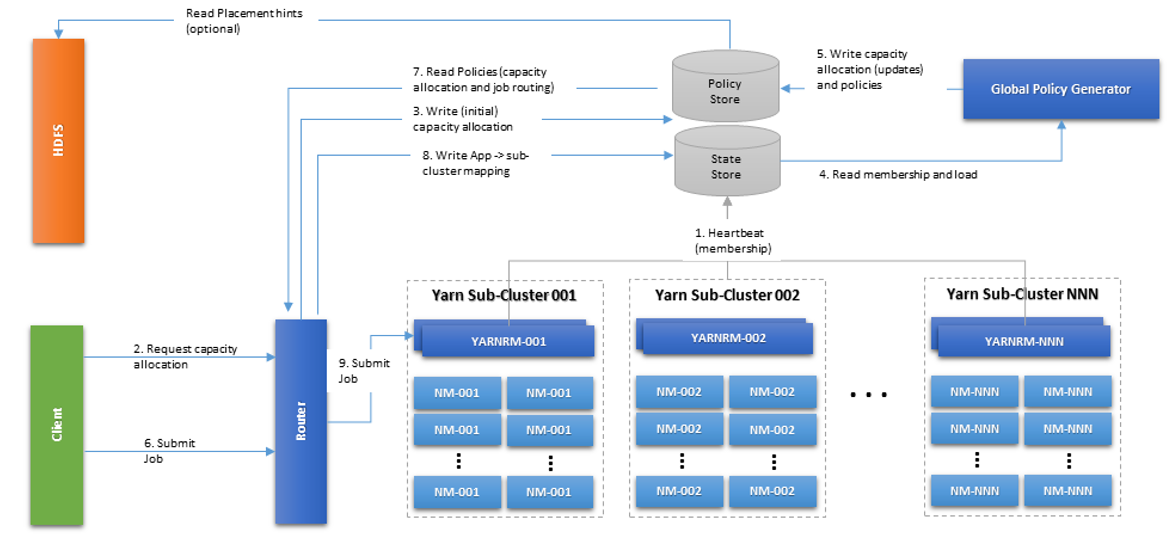 Read Placement hints
(optional)
HDFS
7. Read Policies (capacity
allocation and job routing)
3. Write (initial)
capacity allocation
8. Write App -> sub-
cluster mapping
Policy
Store
State
Store
5. Write capacity
allocation (updates)
and policies
Global Policy Generator
4. Read membership and load
1. Heartbeat
(membership)
Client
2. Request capacity
allocation
6. Submit
Job
Router
9. Submit
Job
Yarn Sub-Cluster 001
YARNRM-001
NM-001 NM-001
NM-001 NM-001
NM-001 NM-001
Yarn Sub-Cluster 002
YARNRM-002
NM-002 NM-002
NM-002 NM-002
NM-002 NM-002
. . .
Yarn Sub-Cluster NNN
YARNRM-NNN
NM-NNN NM-NNN
NM-NNN NM-NNN
NM-NNN NM-NNN